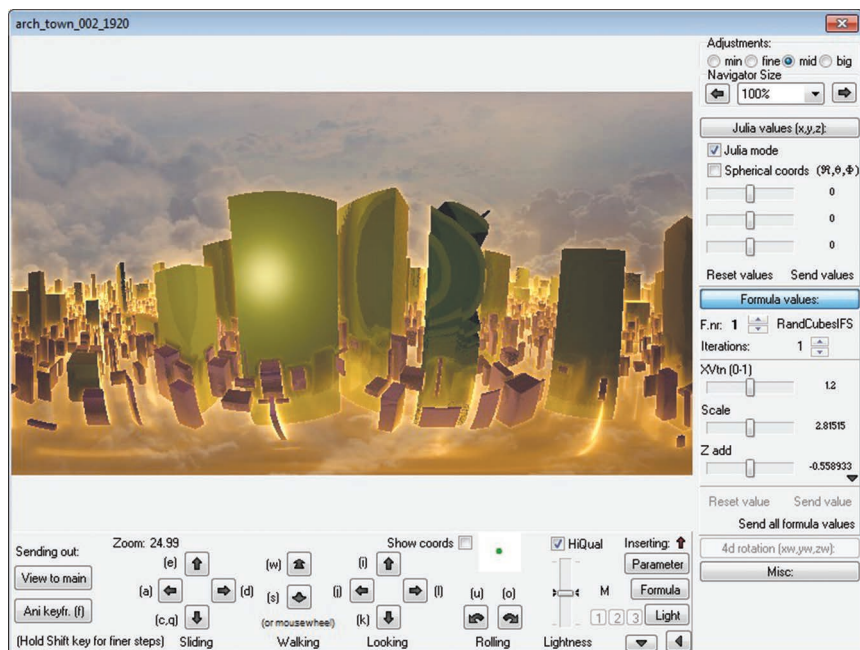 arch_town_002_1920
Adjustments:
min fine mid big
Navigator Size
100%
Julia values (x,y,z):
Julia mode
Spherical coords (ℜ,θ,Φ)
0
0
0
Reset values Send values
Formula values:
F.nr: 1 RandCubesIFS
Iterations: 1
XVtn (0-1)
1.2
Scale
2.81515
Z add
-0.558933
Reset value Send value
Send all formula values
4d rotation (xw,yw,zw):
Misc:
Sending out:
View to main
Ani keyfr. (f)
(Hold Shift key for finer steps)
Zoom: 24.99
(e)
(a) (d)
(c,q)
Sliding
(w)
(s)
(or mousewheel)
Walking
Show coords
(i)
(j) (l)
(k)
Looking
(u) (o)
Rolling
HiQual
M
1 2 3
Lightness
Inserting:
Parameter
Formula
Light